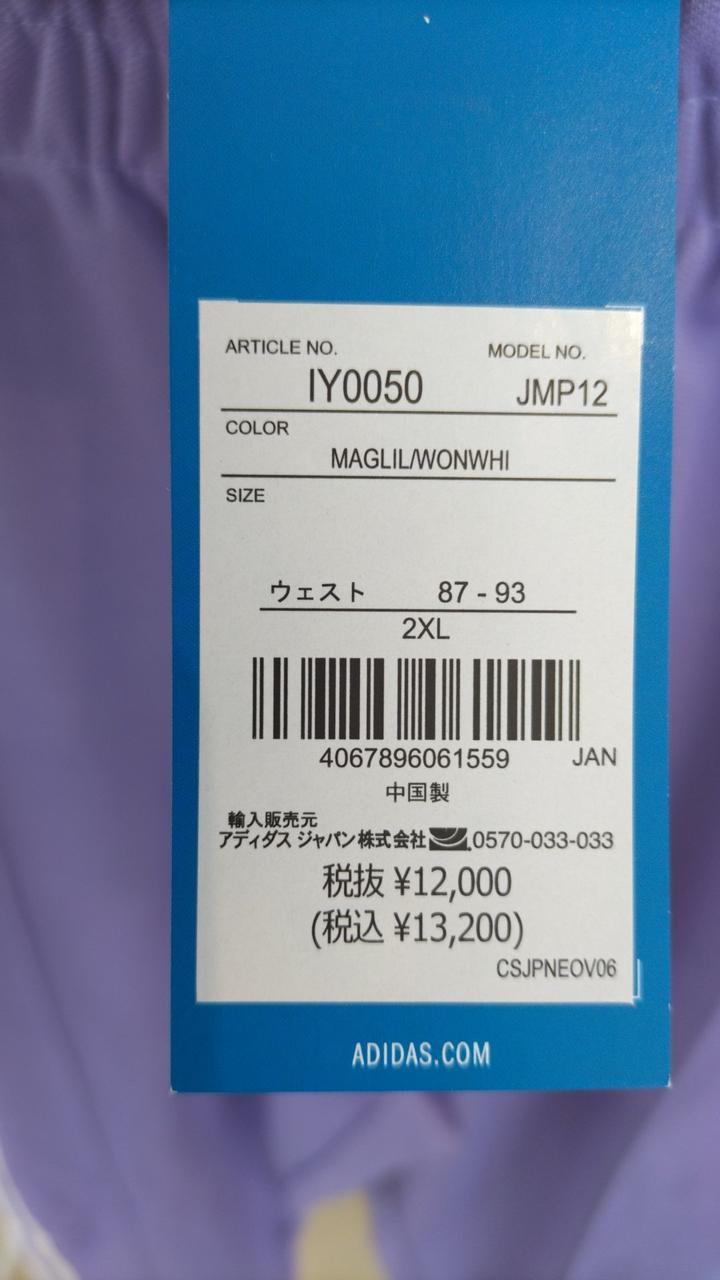 ARTICLE NO. MODEL NO.
IY0050 JMP12
COLOR
MAGLIL/WONWHI
SIZE
ウェスト 87 - 93
2XL
4067896061559 JAN
中国製
輸入販売元
アディダス ジャパン株式会社 0570-033-033
税抜 ¥12,000
(税込 ¥13,200)
CSJPNEOV06
ADIDAS.COM